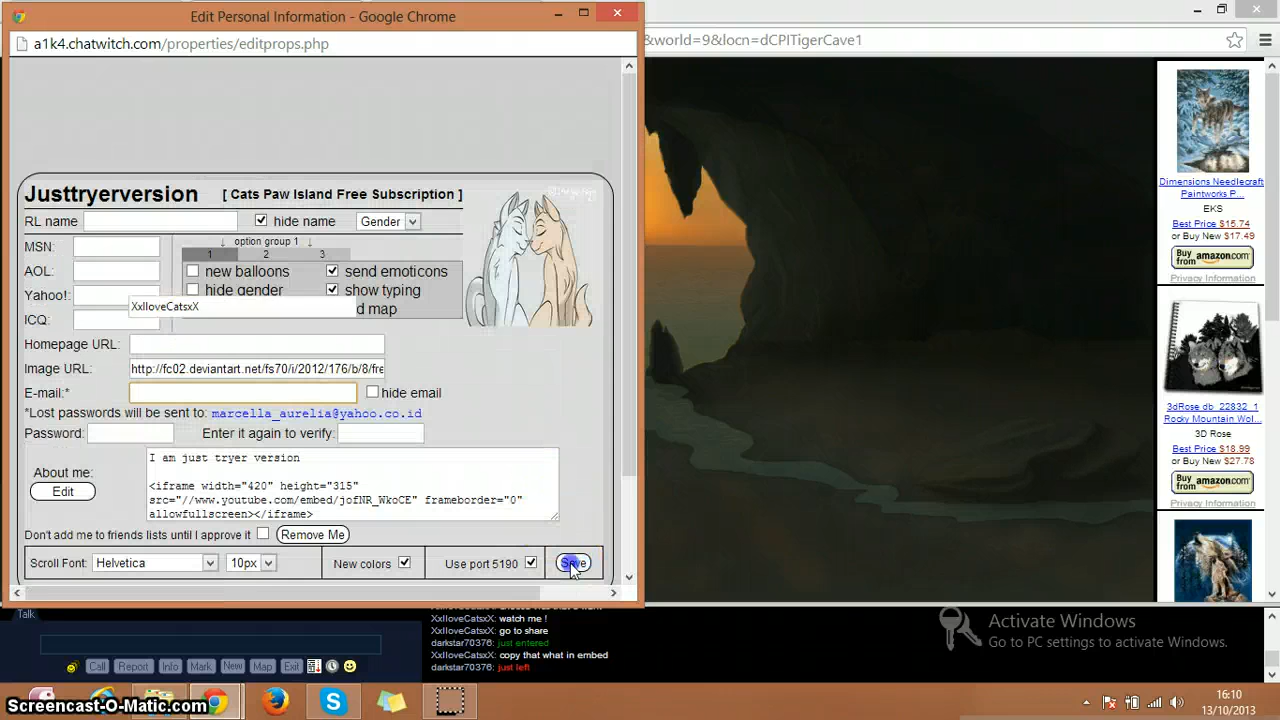 Edit Personal Information - Google Chrome
a1k4.chatwitch.com/properties/editprops.php
&world=9&locn=dCPITigerCave1
Justtryerversion
[ Cats Paw Island Free Subscription ]
RL name
hide name
Gender
MSN:
AOL:
Yahoo!:
ICQ:
↓ option group 1 ↓
1 2 3
new balloons
send emoticons
hide gender
show typing
d map
XxIloveCatsxX
Homepage URL:
Image URL:
http://fc02.deviantart.net/fs70/i/2012/176/b/8/fre
E-mail:*
hide email
*Lost passwords will be sent to: marcella_aurelia@yahoo.co.id
Password:
Enter it again to verify:
About me:
Edit
I am just tryer version
<iframe width="420" height="315"
src="//www.youtube.com/embed/jofNR_WkoCE" frameborder="0"
allowfullscreen></iframe>
Don't add me to friends lists until I approve it
Remove Me
Scroll Font:
Helvetica
10px
New colors
Use port 5190
Save
Dimensions Needlecraft
Paintworks P...
EKS
Best Price $15.74
or Buy New $17.49
Buy from amazon.com
Privacy Information
3dRose db_22832_1
Rocky Mountain Wol...
3D Rose
Best Price $18.99
or Buy New $27.78
Buy from amazon.com
Privacy Information
Talk
Call
Report
Info
Mark
New
Map
Exit
XxIloveCatsxX: watch me !
XxIloveCatsxX: go to share
darkstar70376: just entered
XxIloveCatsxX: copy that what in embed
darkstar70376: just left
Activate Windows
Go to PC settings to activate Windows.
Screencast-O-Matic.com
16:10
13/10/2013